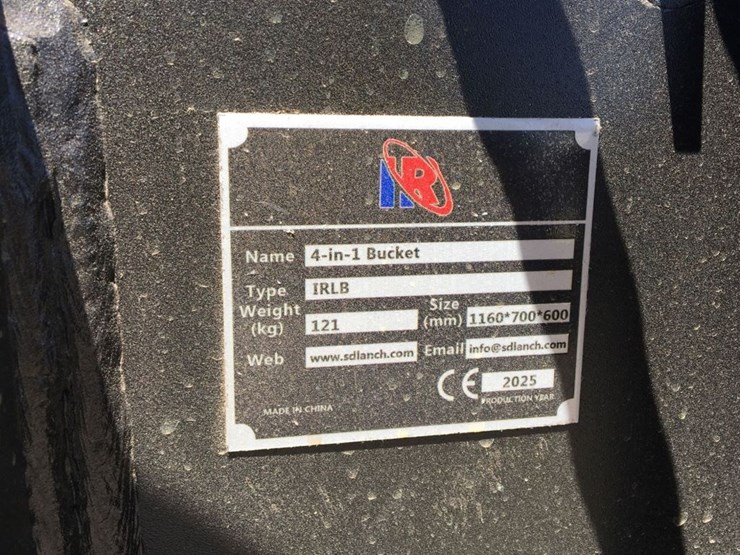 IR
Name 4-in-1 Bucket
Type IRLB
Weight (kg) 121 Size (mm) 1160*700*600
Web www.sdlanch.com Email info@sdlanch.com
CE 2025
MADE IN CHINA PRODUCTION YEAR